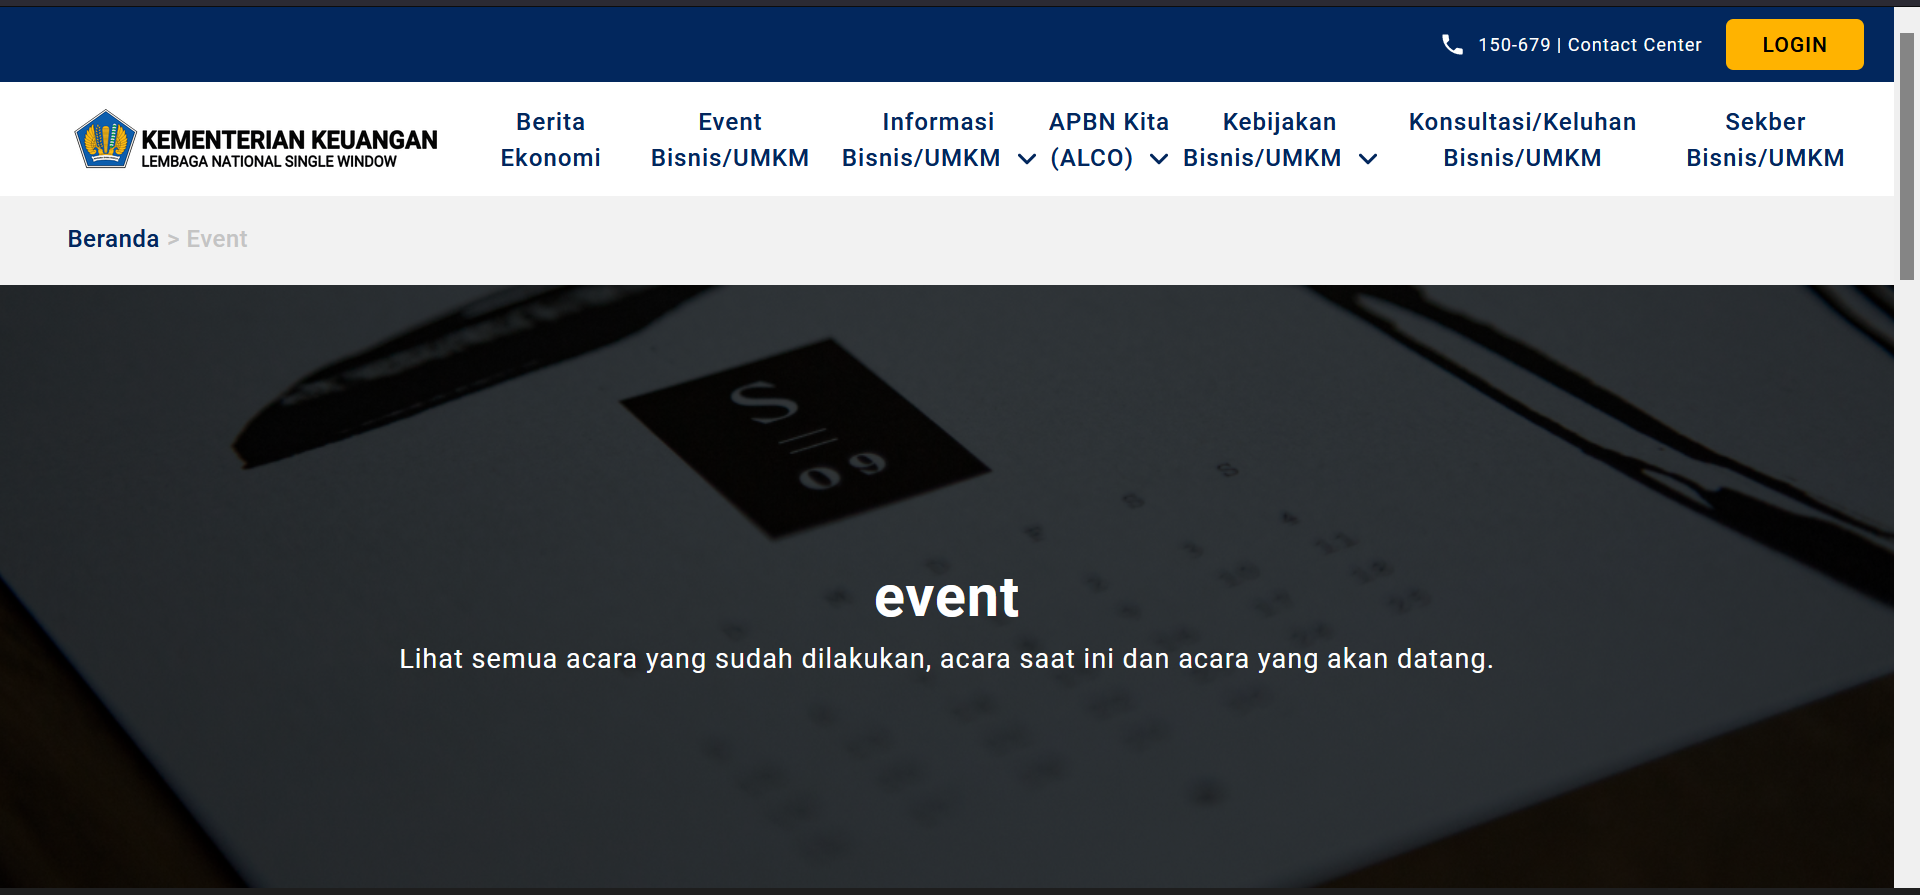 150-679 | Contact Center
LOGIN
KEMENTERIAN KEUANGAN
LEMBAGA NATIONAL SINGLE WINDOW
Berita
Ekonomi
Event
Bisnis/UMKM
Informasi
Bisnis/UMKM
APBN Kita
(ALCO)
Kebijakan
Bisnis/UMKM
Konsultasi/Keluhan
Bisnis/UMKM
Sekber
Bisnis/UMKM
Beranda > Event
event
Lihat semua acara yang sudah dilakukan, acara saat ini dan acara yang akan datang.